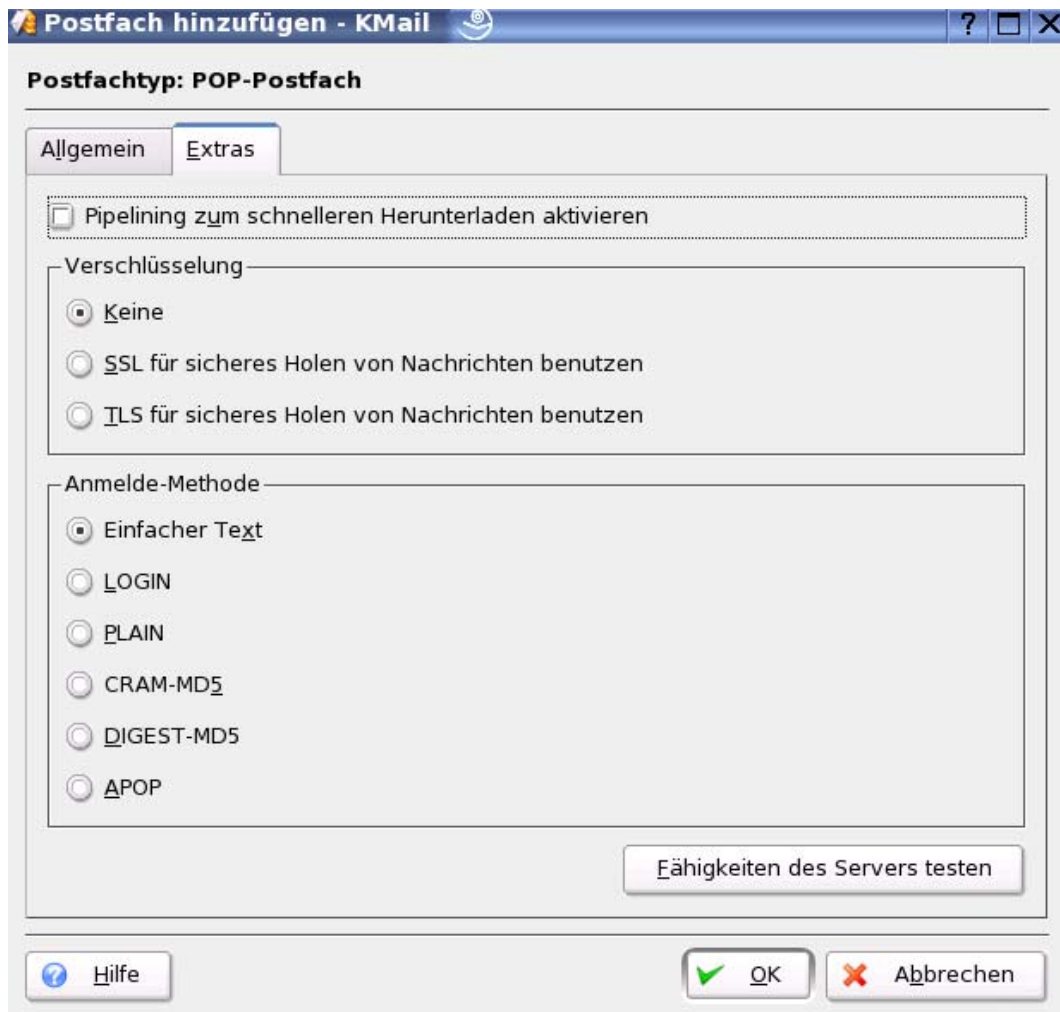 Postfach hinzufügen - KMail
Postfachtyp: POP-Postfach
Allgemein Extras
Pipelining zum schnelleren Herunterladen aktivieren
Verschlüsselung
Keine
SSL für sicheres Holen von Nachrichten benutzen
TLS für sicheres Holen von Nachrichten benutzen
Anmelde-Methode
Einfacher Text
LOGIN
PLAIN
CRAM-MD5
DIGEST-MD5
APOP
Fähigkeiten des Servers testen
Hilfe OK Abbrechen